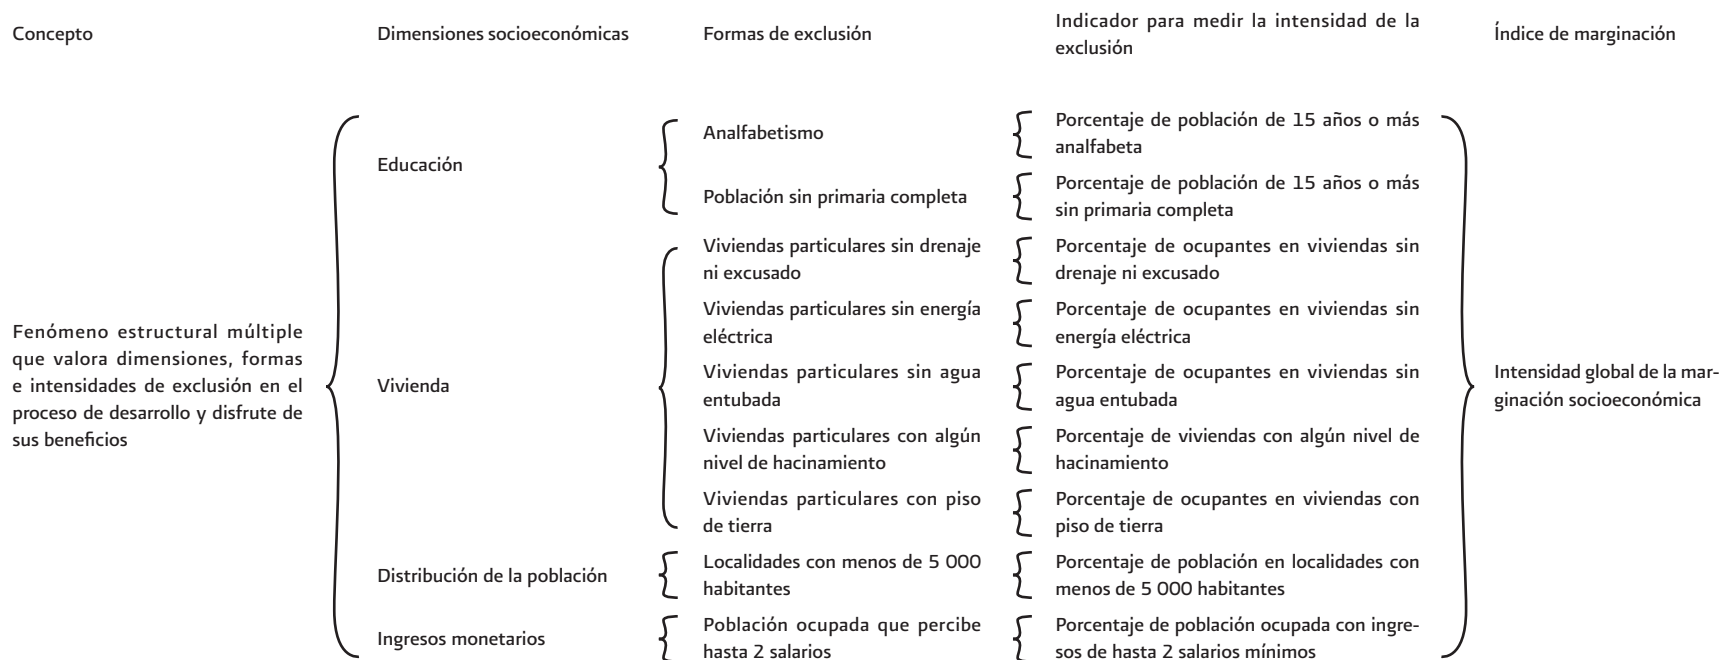 Concepto
Dimensiones socioeconómicas
Formas de exclusión
Indicador para medir la intensidad de la
exclusión
Índice de marginación
Fenómeno estructural múltiple
que valora dimensiones, formas
e intensidades de exclusión en el
proceso de desarrollo y disfrute de
sus beneficios
Educación
Analfabetismo
Porcentaje de población de 15 años o más
analfabeta
Población sin primaria completa
Porcentaje de población de 15 años o más
sin primaria completa
Vivienda
Viviendas particulares sin drenaje
ni excusado
Porcentaje de ocupantes en viviendas sin
drenaje ni excusado
Viviendas particulares sin energía
eléctrica
Porcentaje de ocupantes en viviendas sin
energía eléctrica
Viviendas particulares sin agua
entubada
Porcentaje de ocupantes en viviendas sin
agua entubada
Viviendas particulares con algún
nivel de hacinamiento
Porcentaje de viviendas con algún nivel de
hacinamiento
Viviendas particulares con piso
de tierra
Porcentaje de ocupantes en viviendas con
piso de tierra
Distribución de la población
Localidades con menos de 5 000
habitantes
Porcentaje de población en localidades con
menos de 5 000 habitantes
Ingresos monetarios
Población ocupada que percibe
hasta 2 salarios
Porcentaje de población ocupada con ingre-
sos de hasta 2 salarios mínimos
Intensidad global de la mar-
ginación socioeconómica